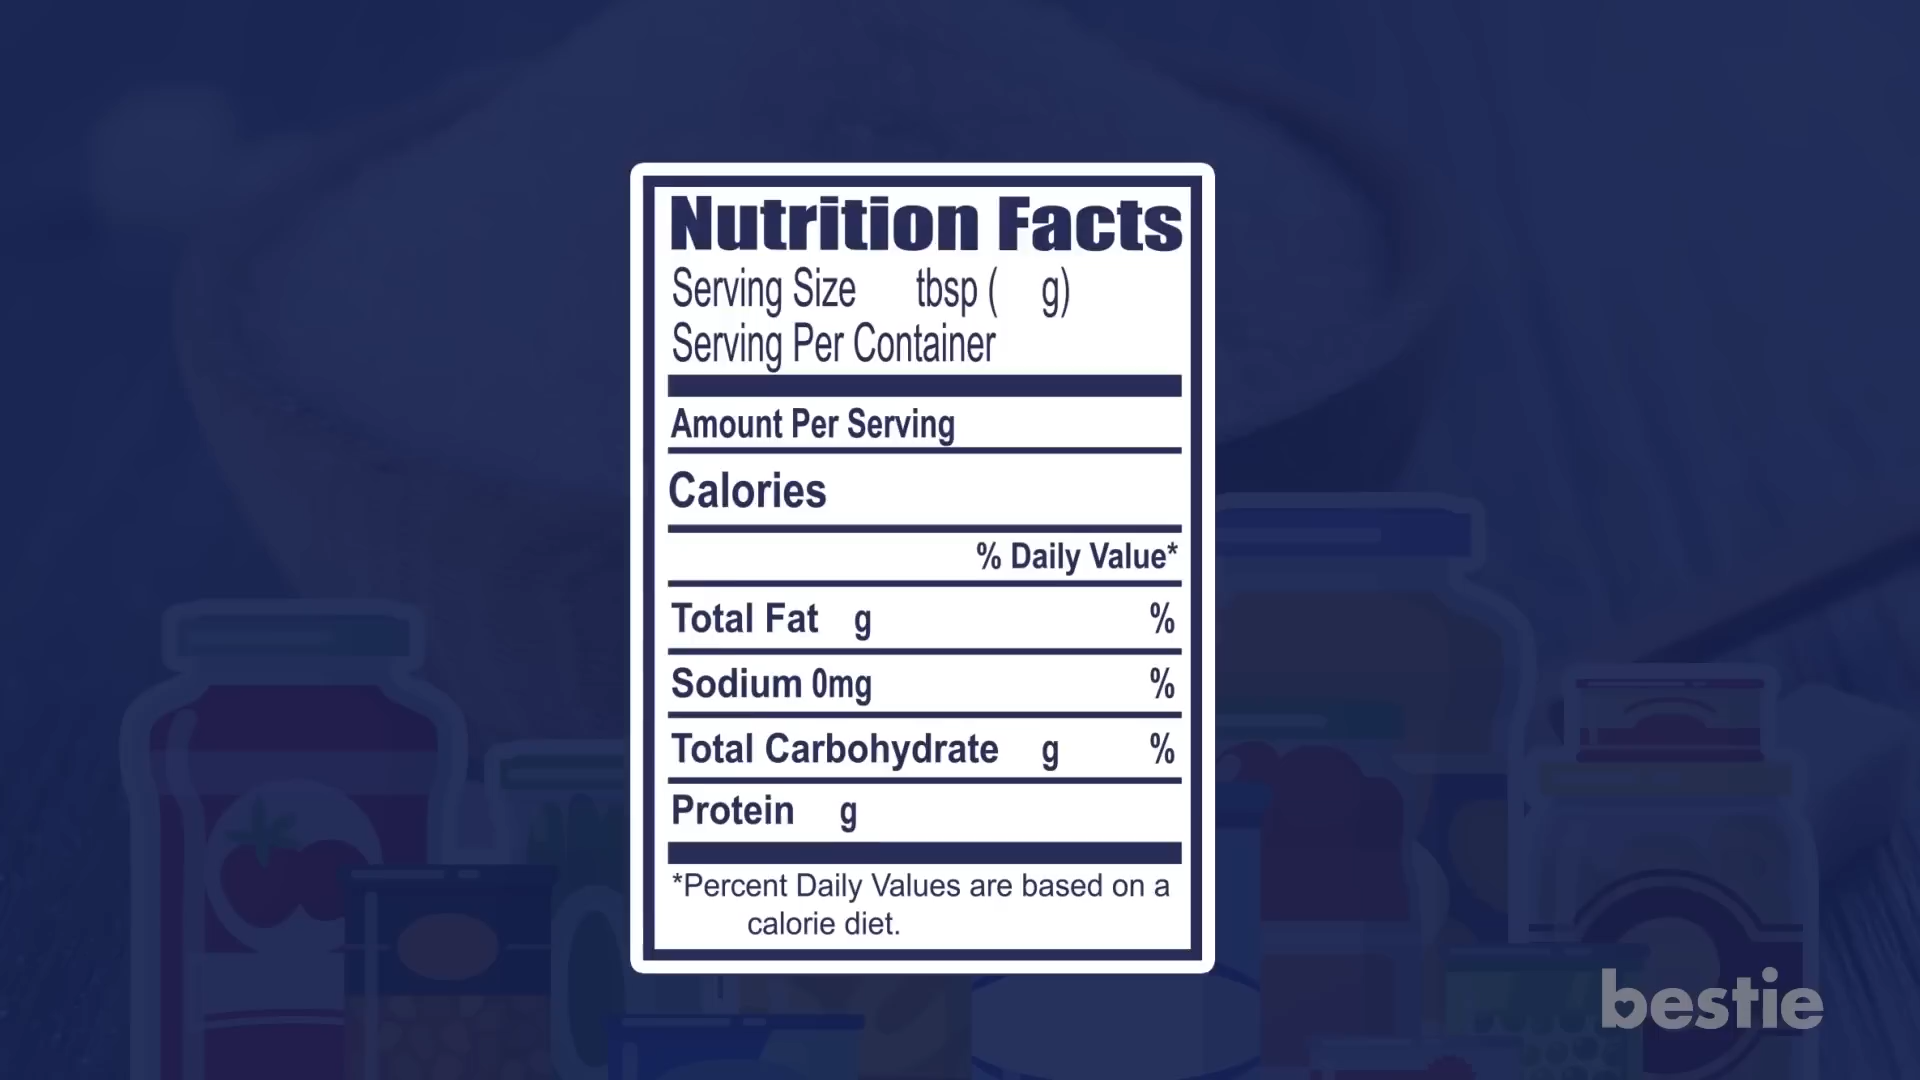 Nutrition Facts
Serving Size tbsp ( g)
Serving Per Container
Amount Per Serving
Calories
% Daily Value*
Total Fat g %
Sodium 0mg %
Total Carbohydrate g %
Protein g
*Percent Daily Values are based on a
calorie diet.
bestie